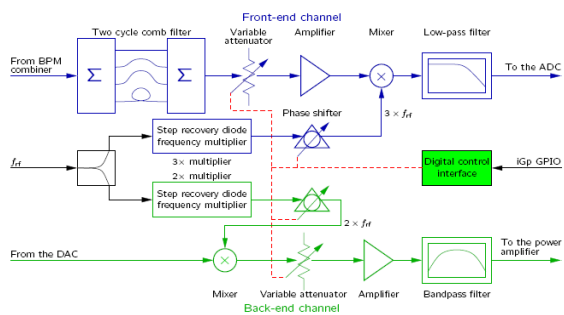 Front-end channel
Two cycle comb filter
Variable
attenuator
Amplifier
Mixer
Low-pass filter
From BPM
combiner
Σ
Σ
To the ADC
Phase shifter
3 × frf
Step recovery diode
frequency multiplier
frf
3× multiplier
2× multiplier
Digital control
interface
iGp GPIO
Step recovery diode
frequency multiplier
2 × frf
From the DAC
To the power
amplifier
Mixer
Variable attenuator
Amplifier
Bandpass filter
Back-end channel